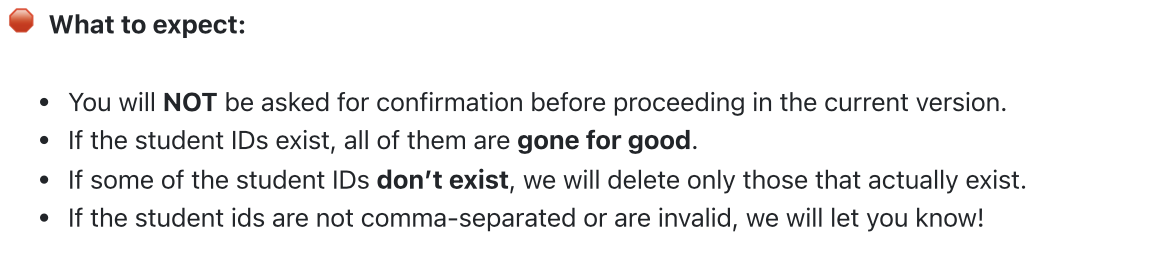 What to expect:
• You will NOT be asked for confirmation before proceeding in the current version.
• If the student IDs exist, all of them are gone for good.
• If some of the student IDs don’t exist, we will delete only those that actually exist.
• If the student ids are not comma-separated or are invalid, we will let you know!